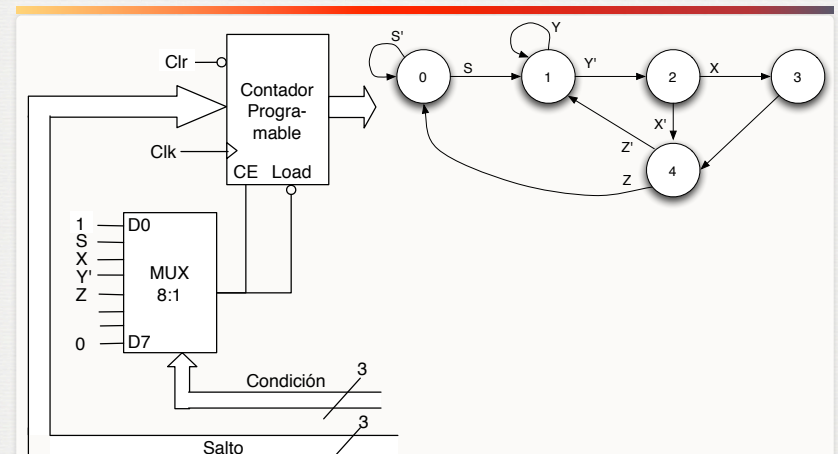 Clr
Contador
Progra-
mable
Clk
CE Load
1 D0
S
X
Y'
Z
MUX
8:1
0 D7
Condición
3
3
Salto
S'
0
S
Y
1
Y'
2
X
3
X'
Z'
Z
4